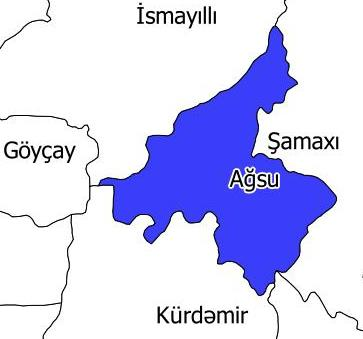 İsmayıllı
Göyçay
Şamaxı
Ağsu
Kürdəmir